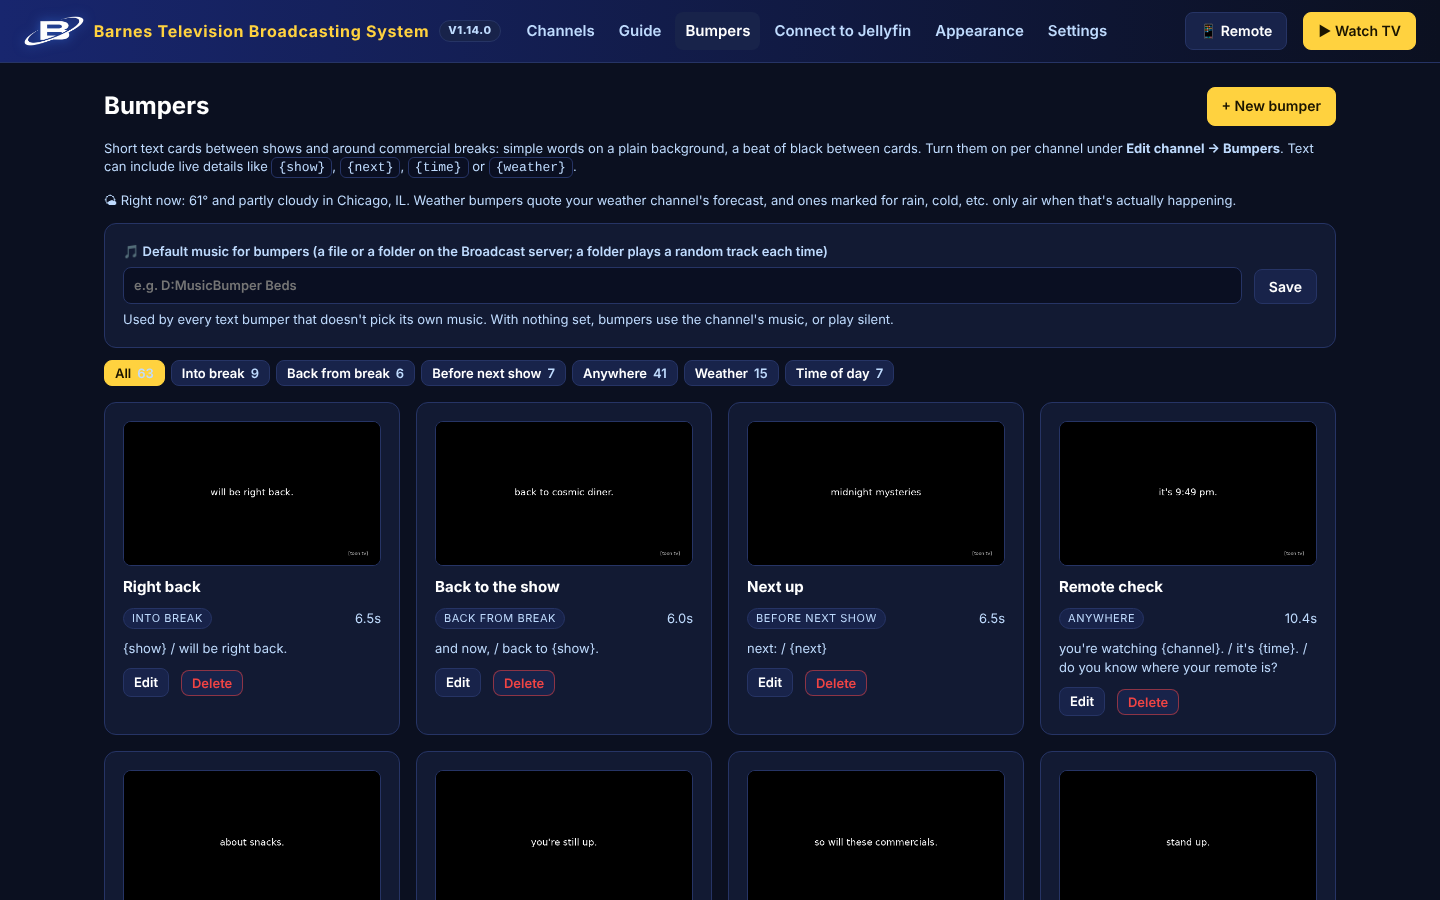 B Barnes Television Broadcasting System V1.14.0 Channels Guide Bumpers Connect to Jellyfin Appearance Settings Remote Watch TV
Bumpers
+ New bumper
Short text cards between shows and around commercial breaks: simple words on a plain background, a beat of black between cards. Turn them on per channel under Edit channel → Bumpers. Text
can include live details like {show}, {next}, {time} or {weather}.
Right now: 61° and partly cloudy in Chicago, IL. Weather bumpers quote your weather channel's forecast, and ones marked for rain, cold, etc. only air when that's actually happening.
Default music for bumpers (a file or a folder on the Broadcast server; a folder plays a random track each time)
e.g. D:MusicBumper Beds
Save
Used by every text bumper that doesn't pick its own music. With nothing set, bumpers use the channel's music, or play silent.
All 63 Into break 9 Back from break 6 Before next show 7 Anywhere 41 Weather 15 Time of day 7
will be right back.
[toon tv]
Right back
INTO BREAK 6.5s
{show} / will be right back.
Edit Delete
back to cosmic diner.
[toon tv]
Back to the show
BACK FROM BREAK 6.0s
and now, / back to {show}.
Edit Delete
midnight mysteries
[toon tv]
Next up
BEFORE NEXT SHOW 6.5s
next: / {next}
Edit Delete
it's 9:49 pm.
[toon tv]
Remote check
ANYWHERE 10.4s
you're watching {channel}. / it's {time}. /
do you know where your remote is?
Edit Delete
about snacks.
you're still up.
so will these commercials.
stand up.